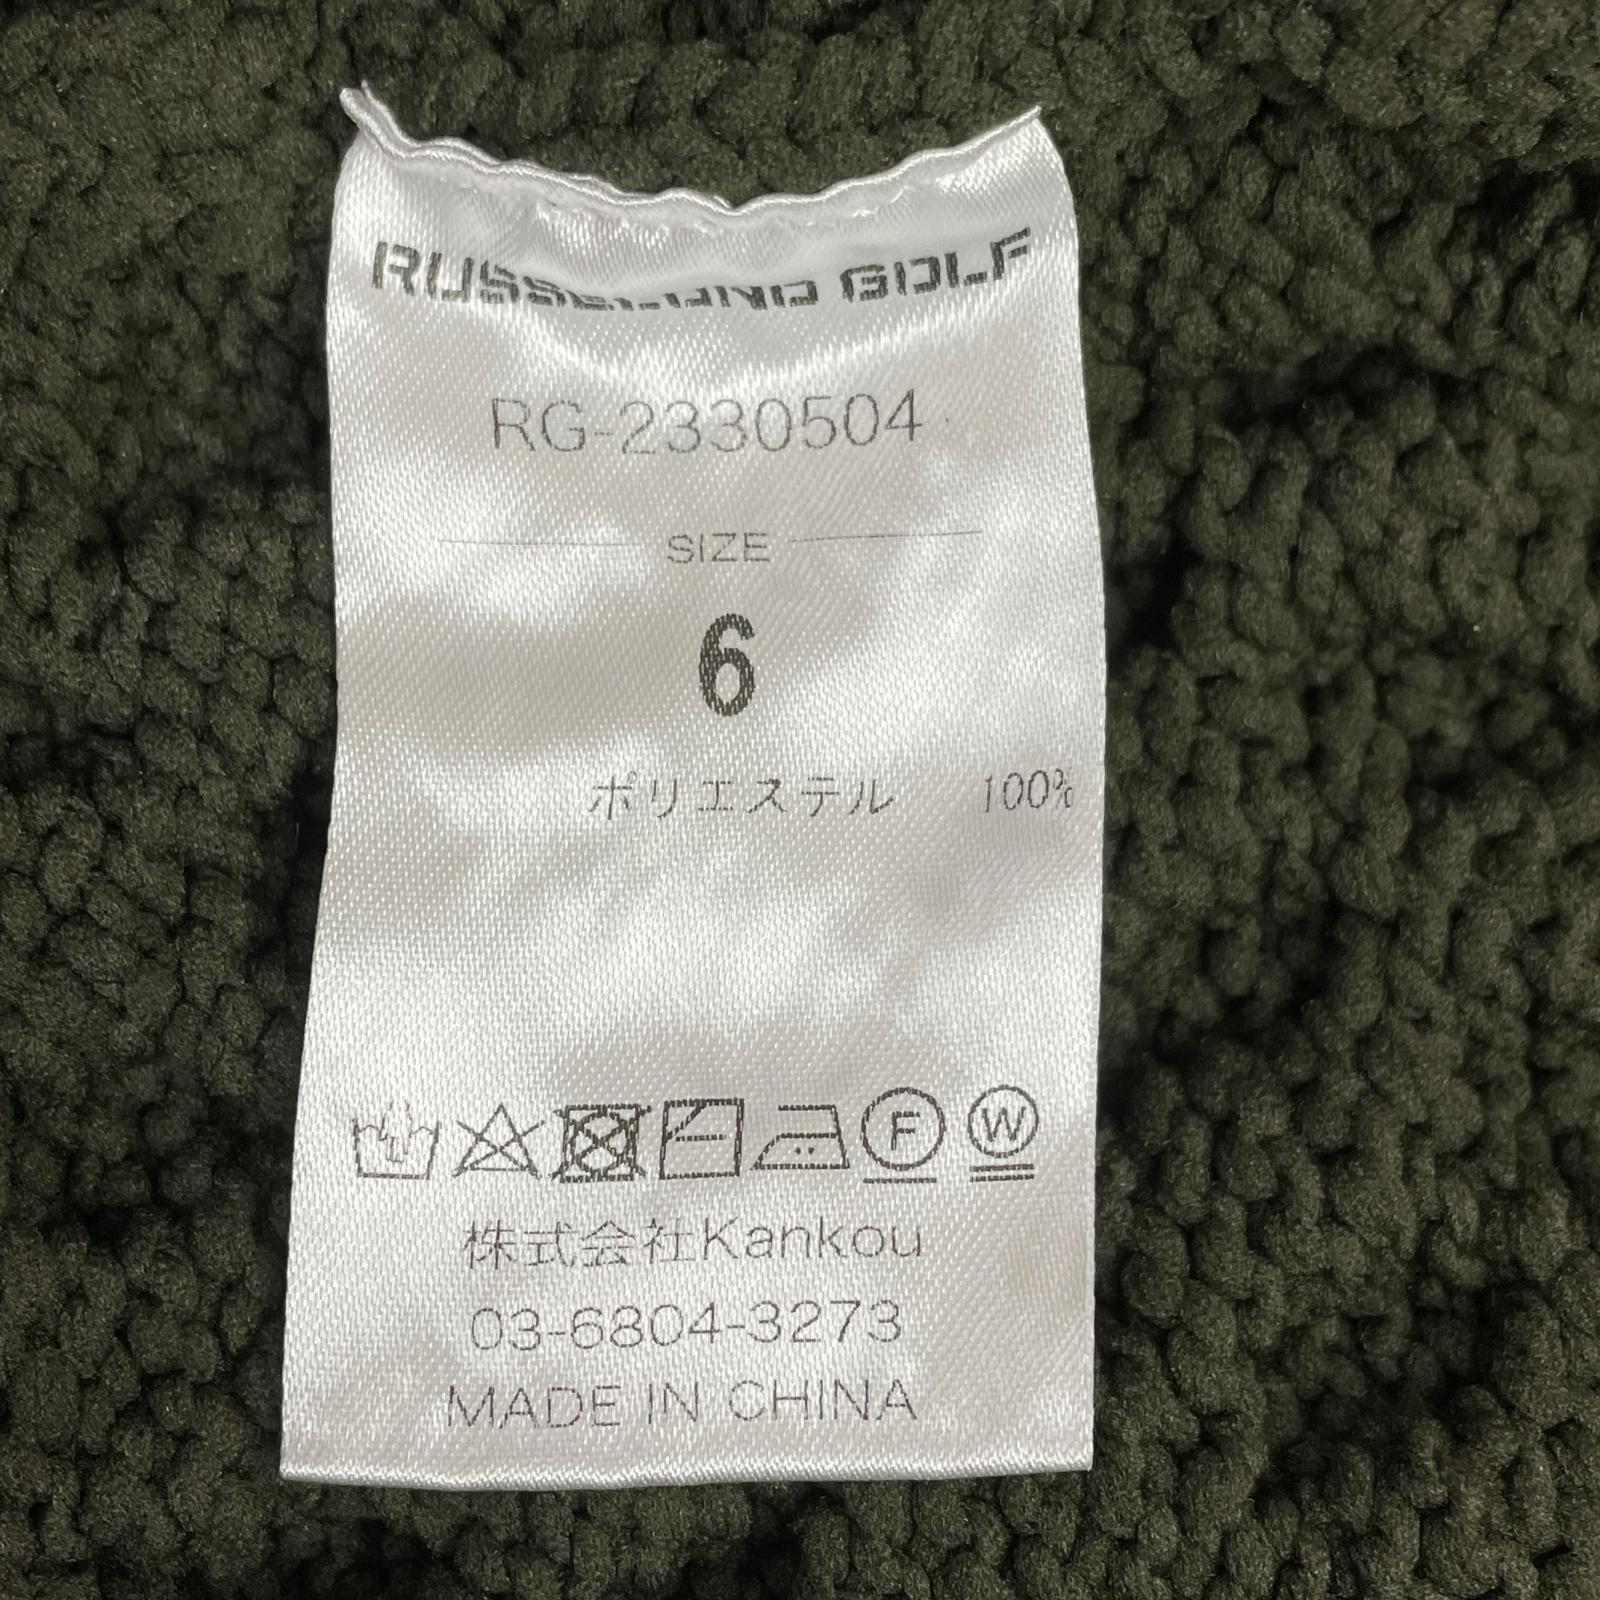 RUSSELUNO GOLF
RG-2330504
SIZE
6
ポリエステル 100%
F W
株式会社Kankou
03-6804-3273
MADE IN CHINA